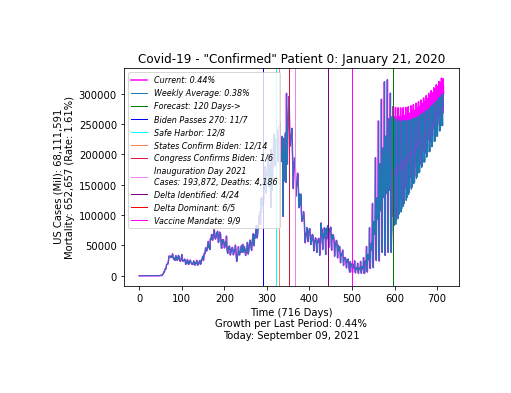 Covid-19 - "Confirmed" Patient 0: January 21, 2020
Current: 0.44%
Weekly Average: 0.38%
Forecast: 120 Days->
Biden Passes 270: 11/7
Safe Harbor: 12/8
States Confirm Biden: 12/14
Congress Confirms Biden: 1/6
Inauguration Day 2021
Cases: 193,872, Deaths: 4,186
Delta Identified: 4/24
Delta Dominant: 6/5
Vaccine Mandate: 9/9
US Cases (Mil): 68,111,591
Mortality: 652,657 (Rate: 1.61%)
300000
250000
200000
150000
100000
50000
0
0 100 200 300 400 500 600 700
Time (716 Days)
Growth per Last Period: 0.44%
Today: September 09, 2021